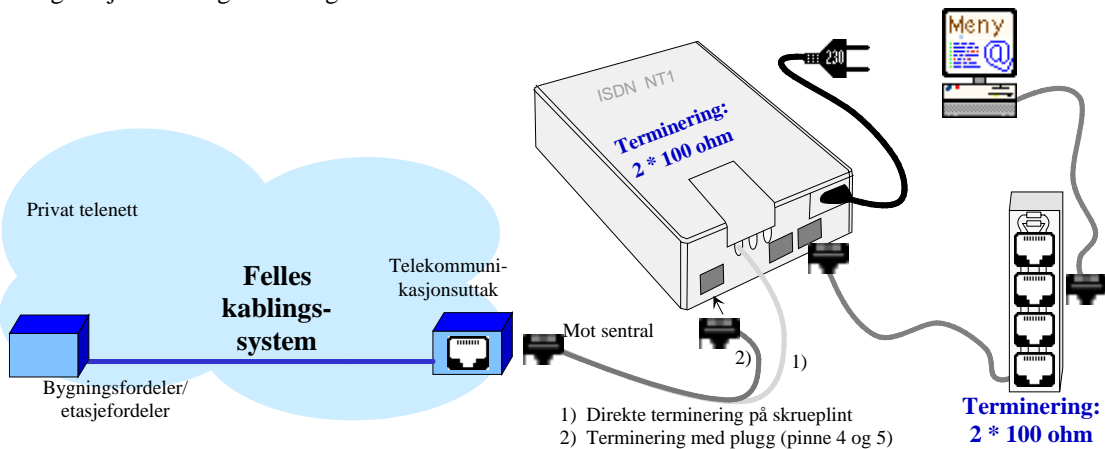 Meny
@
230
ISDN NT1
Terminering:
2 * 100 ohm
Privat telenett
Felles
kablings-
system
Telekommuni-
kasjonsuttak
Mot sentral
2)
1)
Bygningsfordeler/
etasjefordeler
1) Direkte terminering på skrueplint
2) Terminering med plugg (pinne 4 og 5)
Terminering:
2 * 100 ohm